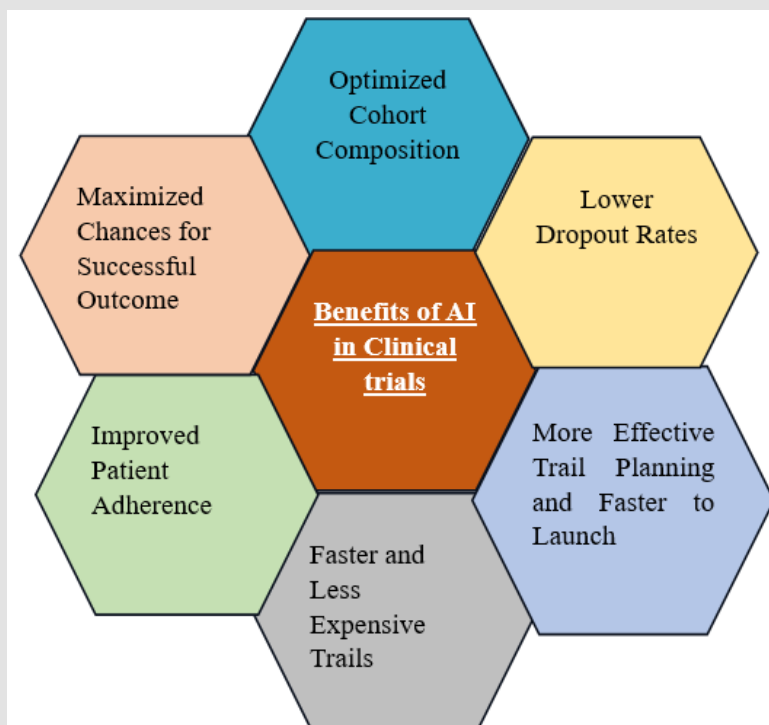 Optimized
Cohort
Composition
Maximized
Chances for
Successful
Outcome
Lower
Dropout Rates
Benefits of AI
in Clinical
trials
Improved
Patient
Adherence
More Effective
Trail Planning
and Faster to
Launch
Faster and
Less
Expensive
Trails